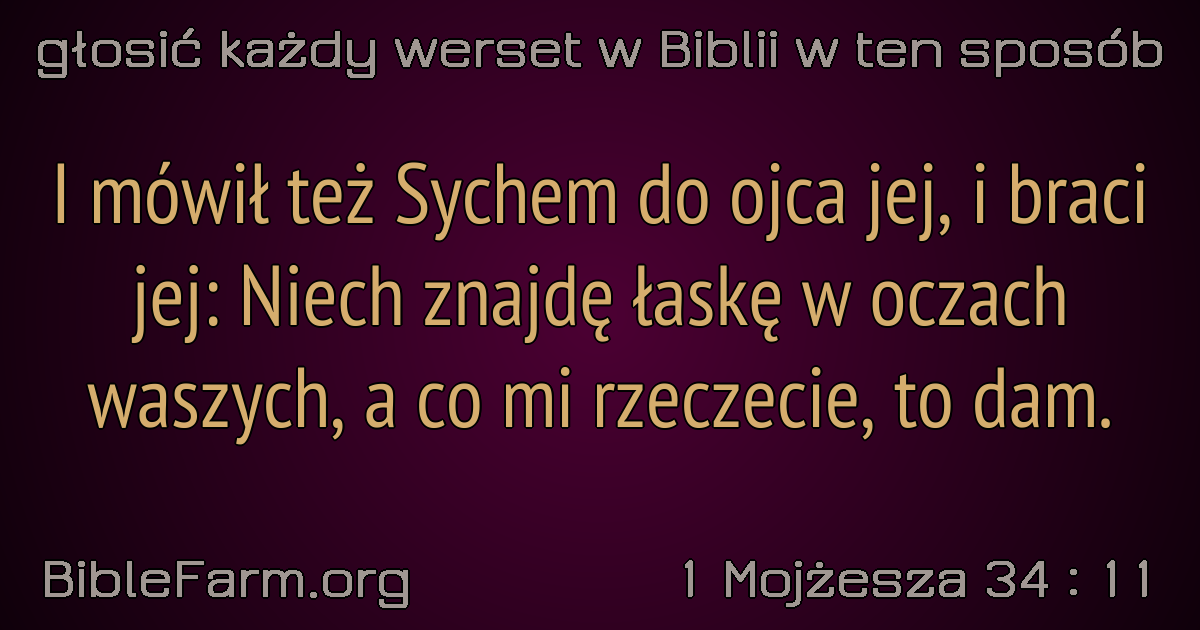 głosić każdy werset w Biblii w ten sposób
I mówił też Sychem do ojca jej, i braci
jej: Niech znajdę łaskę w oczach
waszych, a co mi rzeczecie, to dam.
BibleFarm.org
1 Mojżesza 34 : 11